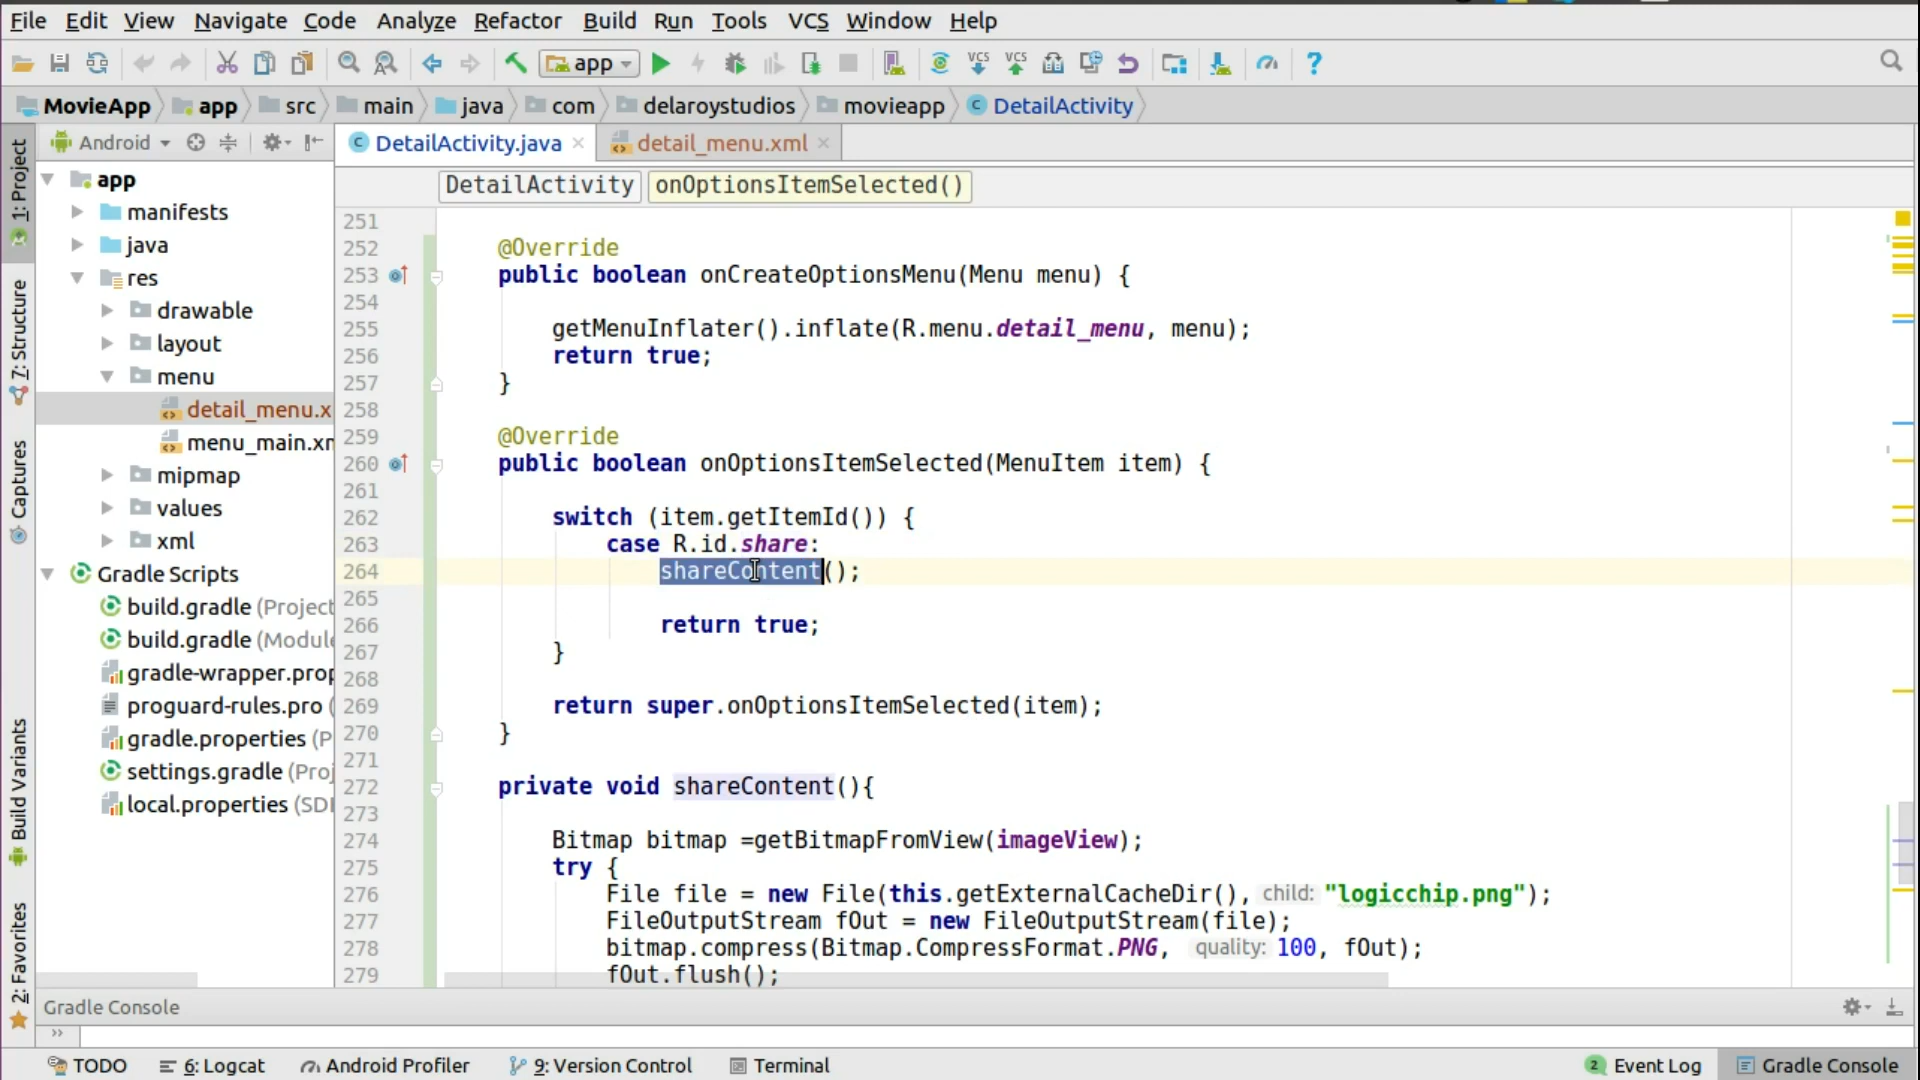 File Edit View Navigate Code Analyze Refactor Build Run Tools VCS Window Help
app VCS VCS ?
MovieApp app src main java com delaroystudios movieapp C DetailActivity
Android C DetailActivity.java detail_menu.xml
DetailActivity onOptionsItemSelected()
1: Project
7: Structure
Captures
Build Variants
2: Favorites
app
manifests
java
res
drawable
layout
menu
detail_menu.x
menu_main.xm
mipmap
values
xml
Gradle Scripts
build.gradle (Project
build.gradle (Modul
gradle-wrapper.prop
proguard-rules.pro (
gradle.properties (P
settings.gradle (Proj
local.properties (SD
251
252 @Override
253 public boolean onCreateOptionsMenu(Menu menu) {
254
255 getMenuInflater().inflate(R.menu.detail_menu, menu);
256 return true;
257 }
258
259 @Override
260 public boolean onOptionsItemSelected(MenuItem item) {
261
262 switch (item.getItemId()) {
263 case R.id.share:
264 shareContent();
265
266 return true;
267 }
268
269 return super.onOptionsItemSelected(item);
270 }
271
272 private void shareContent(){
273
274 Bitmap bitmap =getBitmapFromView(imageView);
275 try {
276 File file = new File(this.getExternalCacheDir(), child: "logicchip.png");
277 FileOutputStream fOut = new FileOutputStream(file);
278 bitmap.compress(Bitmap.CompressFormat.PNG, quality: 100, fOut);
279 fOut.flush();
Gradle Console
»
TODO 6: Logcat Android Profiler 9: Version Control Terminal 2 Event Log Gradle Console